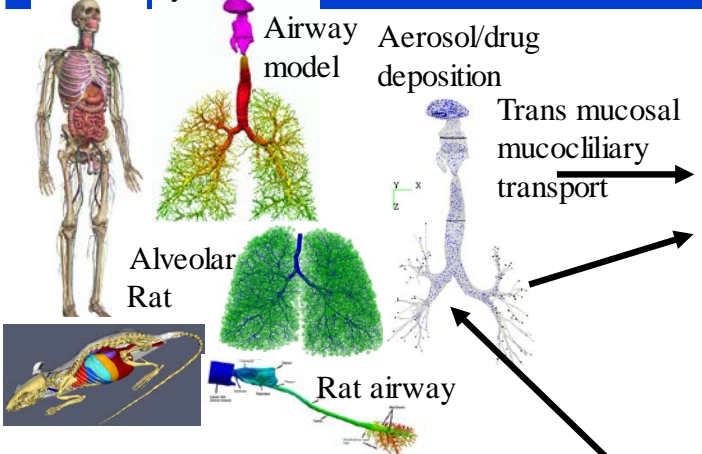 Airway
model
Aerosol/drug
deposition
Trans mucosal
mucocliliary
transport
Y X
Z
Alveolar
Rat
Rat airway